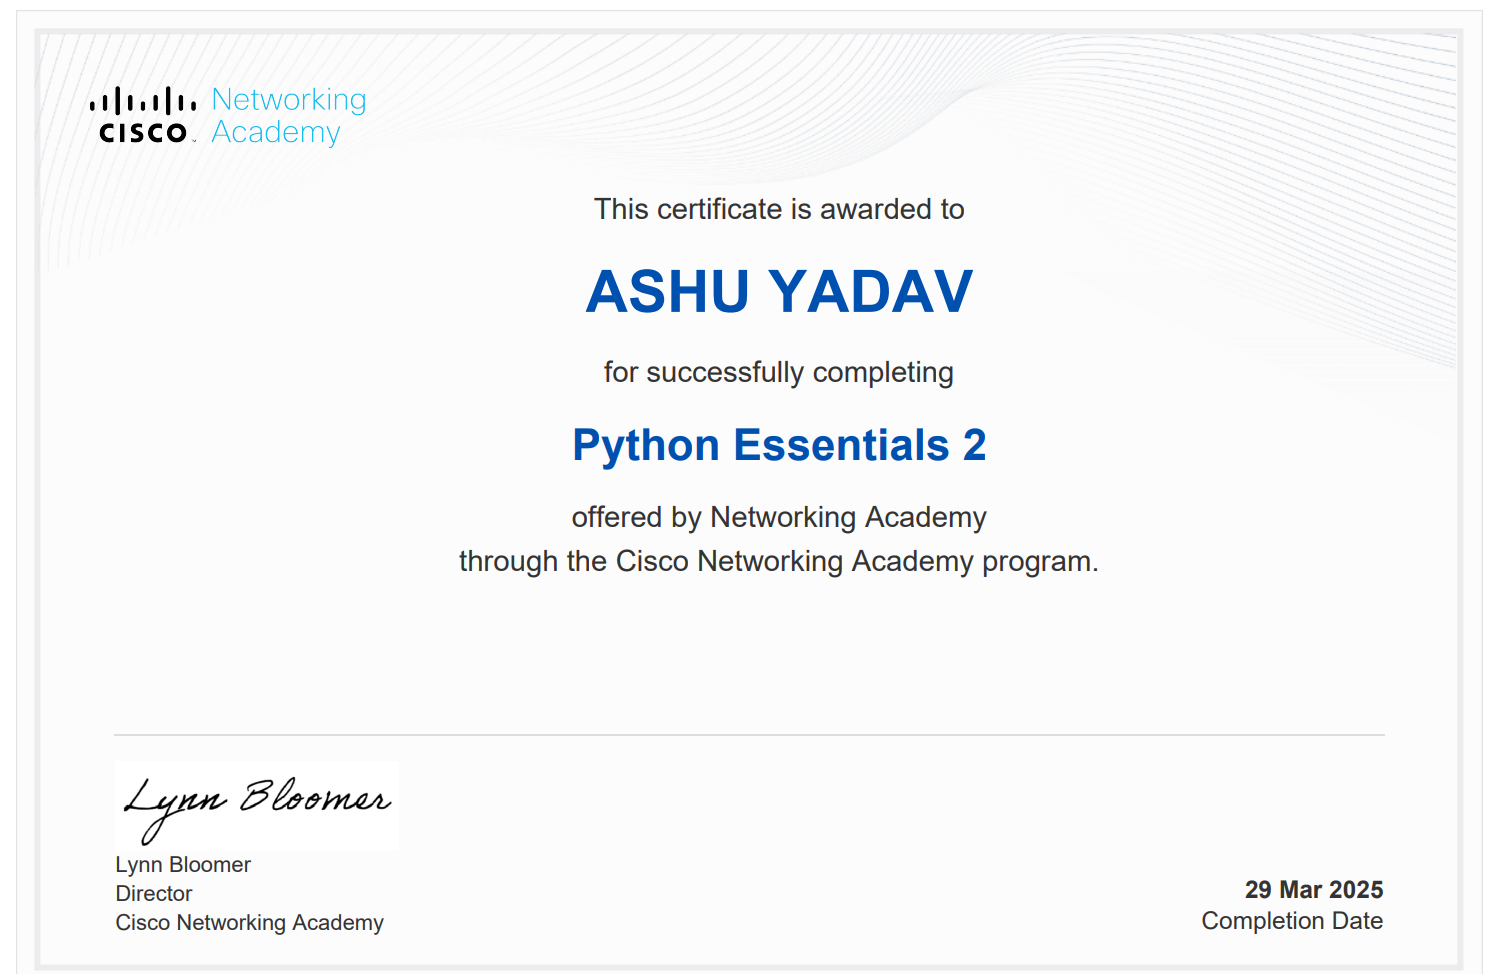 CISCO
Networking
Academy
This certificate is awarded to
ASHU YADAV
for successfully completing
Python Essentials 2
offered by Networking Academy
through the Cisco Networking Academy program.
Lynn Bloomer
Lynn Bloomer
Director
Cisco Networking Academy
29 Mar 2025
Completion Date